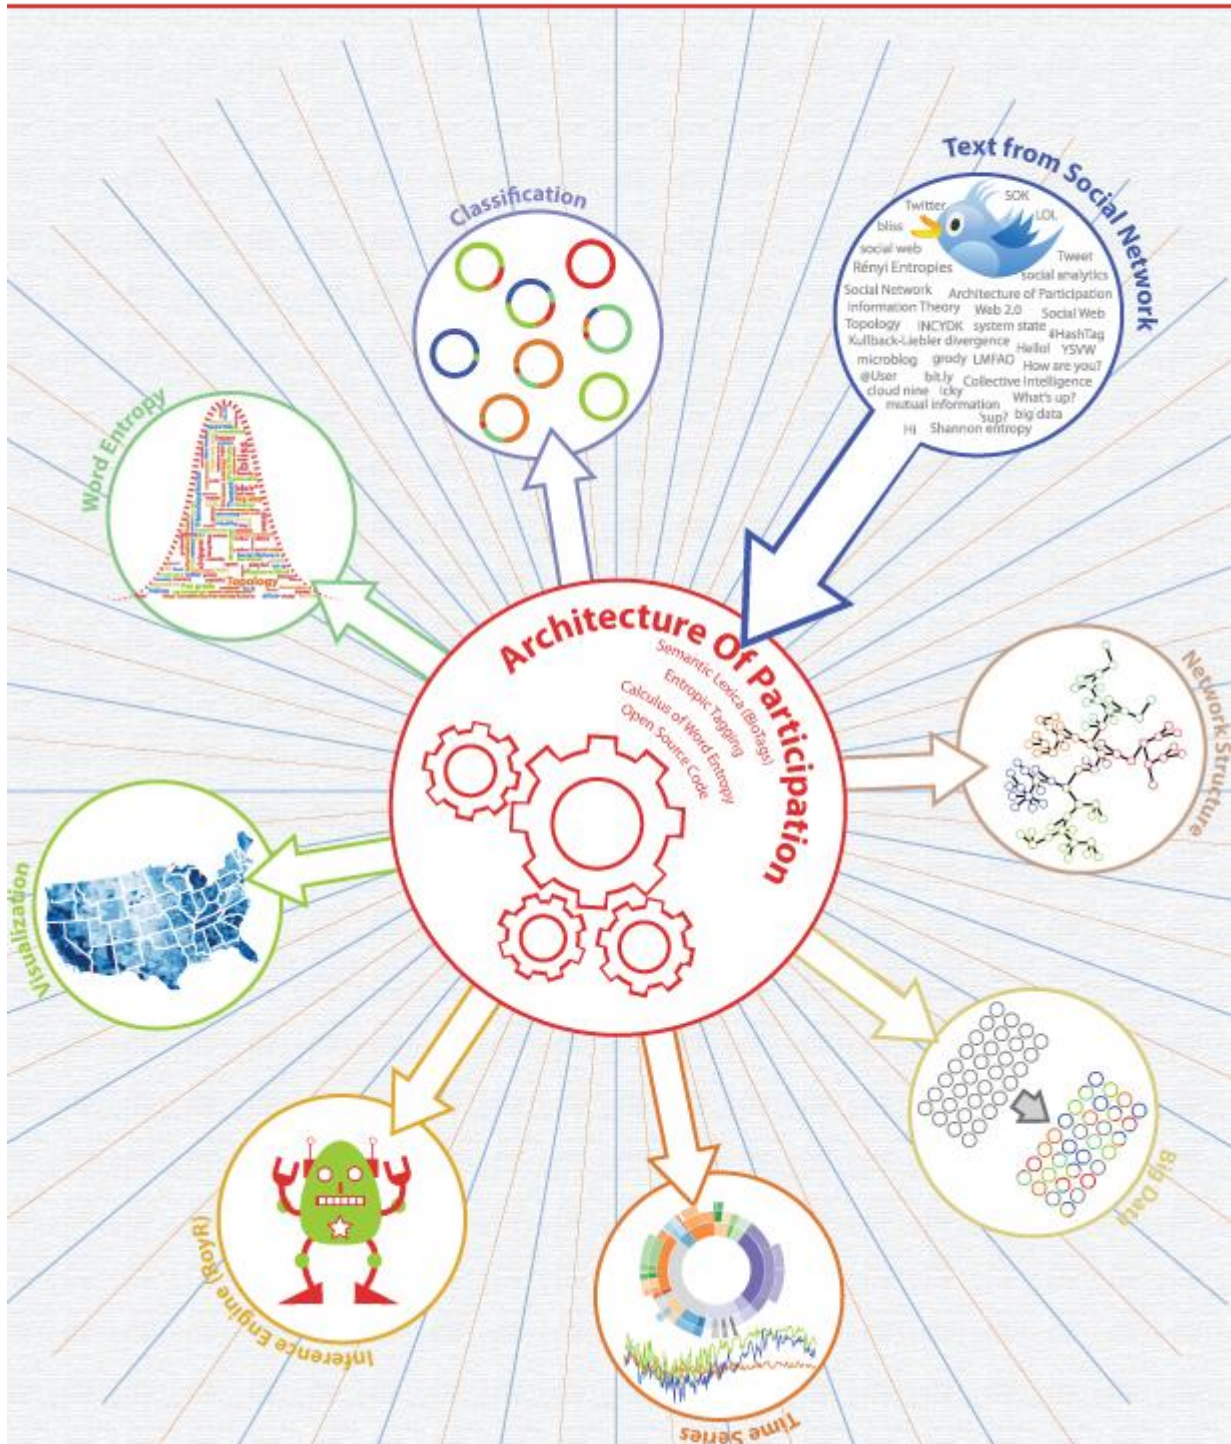 Text from Social Network
Twitter
SOK
LOL
bliss
social web
Tweet
Rényi Entropies
social analytics
Social Network
Architecture of Participation
Information Theory
Web 2.0
Social Web
Topology
INCYDK
system state
#HashTag
Kullback-Liebler divergence
Hello!
YSVW
microblog
grody
LMFAO
How are you?
@User
bit.ly
Collective Intelligence
cloud nine
icky
What's up?
mutual information
'sup?
big data
Hi
Shannon entropy
Classification
Word Entropy
bliss
Topology
Architecture Of Participation
Semantic Lexica (BioTags)
Entropic Tagging
Calculus of Word Entropy
Open Source Code
Network Structure
Visualization
Big Data
Inference Engine (RoyR)
Time Series